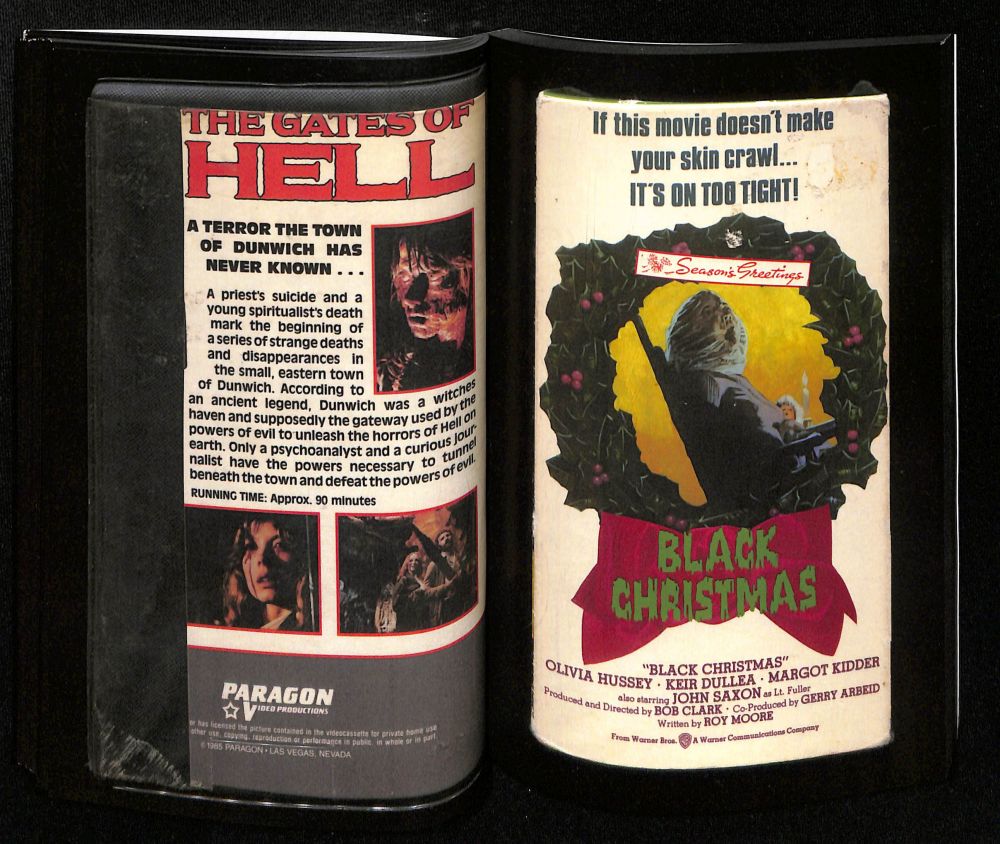 THE GATES OF
HELL
A TERROR THE TOWN
OF DUNWICH HAS
NEVER KNOWN . . .
A priest's suicide and a
young spiritualist's death
mark the beginning of
a series of strange deaths
and disappearances in
the small, eastern town
of Dunwich. According to
an ancient legend, Dunwich was a witches
haven and supposedly the gateway used by the
powers of evil to unleash the horrors of Hell on
earth. Only a psychoanalyst and a curious jour-
nalist have the powers necessary to tunnel
beneath the town and defeat the powers of evil.
RUNNING TIME: Approx. 90 minutes
PARAGON
VIDEO PRODUCTIONS
or has licensed the picture contained in the videocassette for private home use
other use, copying, reproduction or performance in public, in whole or in part
© 1985 PARAGON • LAS VEGAS, NEVADA
If this movie doesn't make
your skin crawl...
IT'S ON TOO TIGHT!
Season's Greetings
BLACK
CHRISTMAS
"BLACK CHRISTMAS"
OLIVIA HUSSEY · KEIR DULLEA · MARGOT KIDDER
also starring JOHN SAXON as Lt. Fuller
Produced and Directed by BOB CLARK · Co-Produced by GERRY ARBEID
Written by ROY MOORE
From Warner Bros. A Warner Communications Company